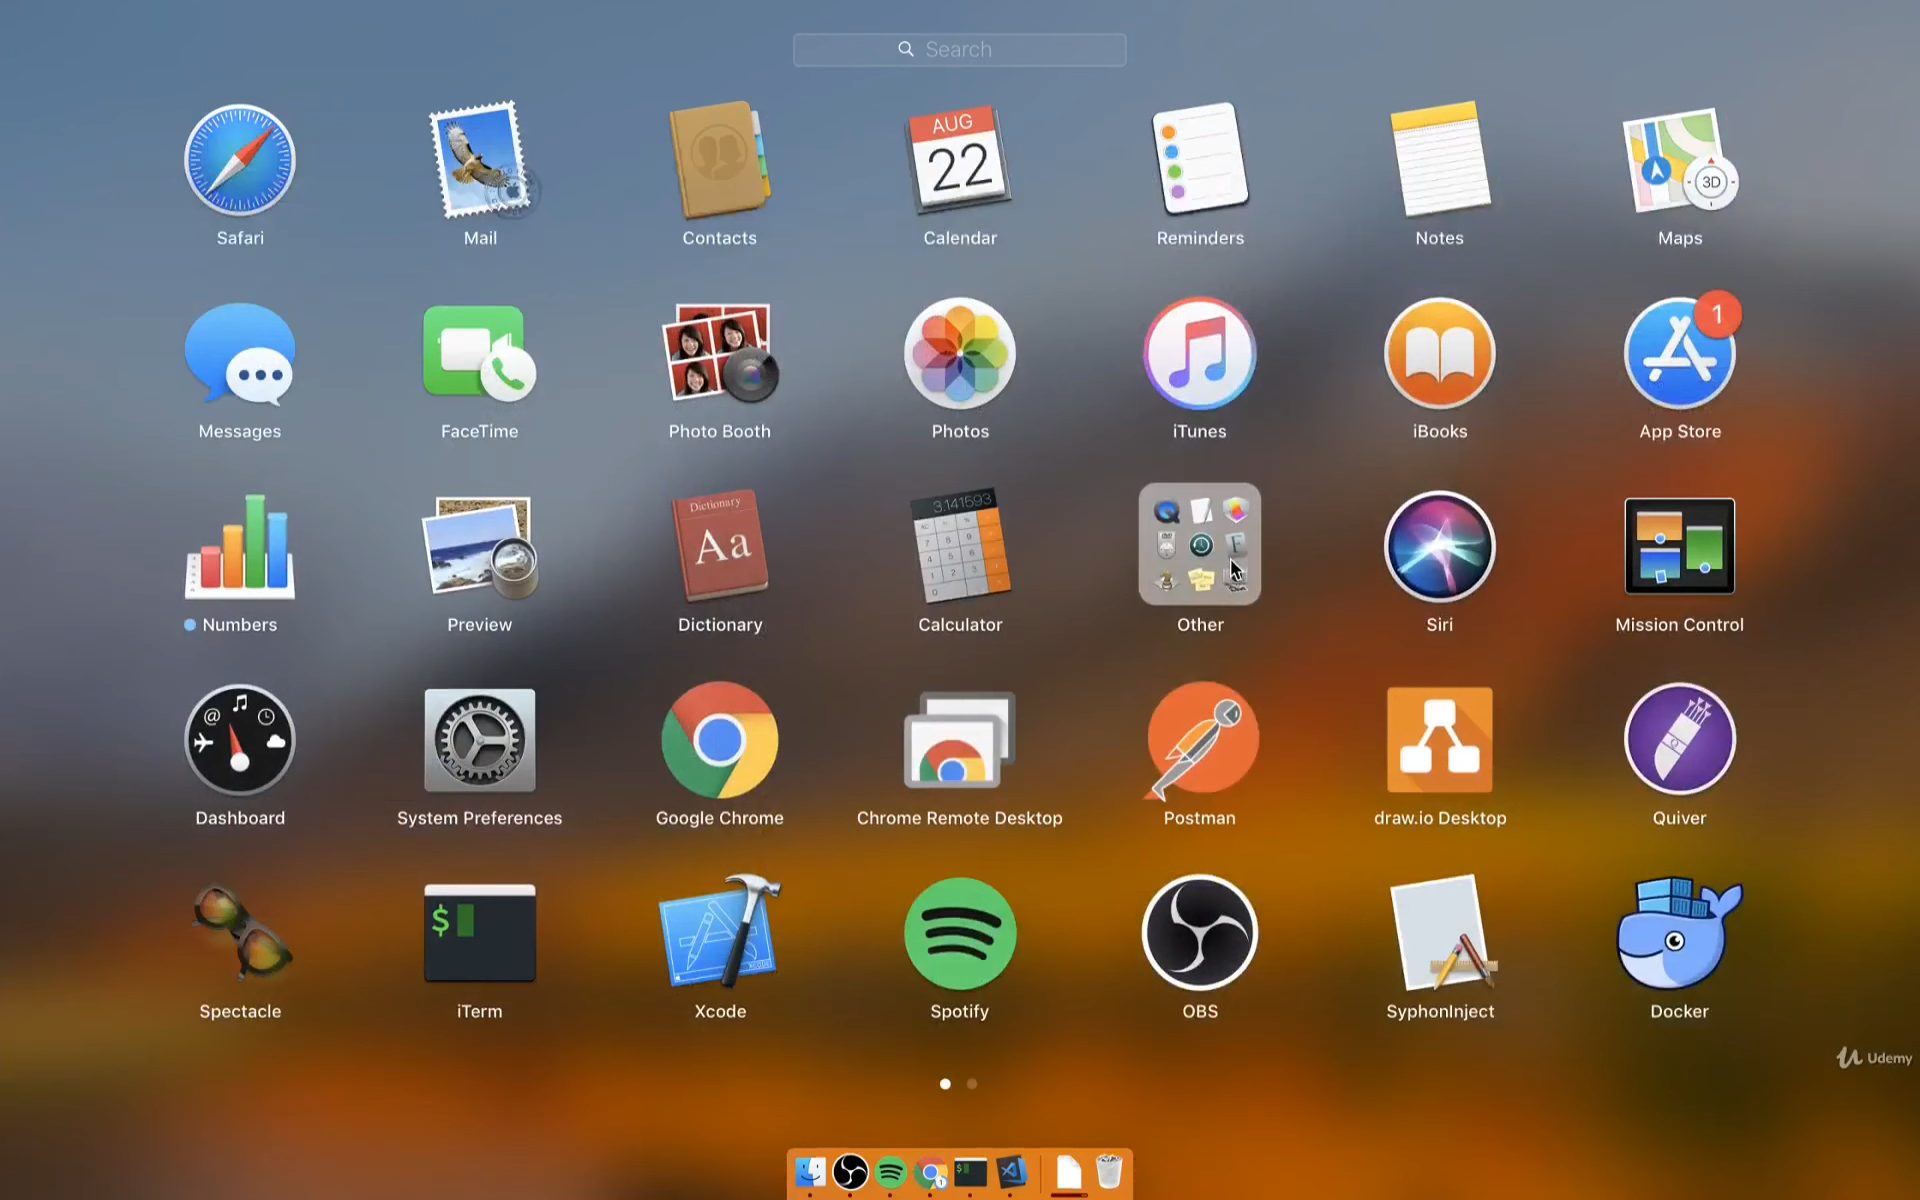 Search
AUG
22
3D
Safari
Mail
Contacts
Calendar
Reminders
Notes
Maps
1
Messages
FaceTime
Photo Booth
Photos
iTunes
iBooks
App Store
Dictionary
Aa
3.141593
Numbers
Preview
Dictionary
Calculator
Other
Siri
Mission Control
@
Dashboard
System Preferences
Google Chrome
Chrome Remote Desktop
Postman
draw.io Desktop
Quiver
$
Spectacle
iTerm
Xcode
Spotify
OBS
SyphonInject
Docker
Udemy
1
$